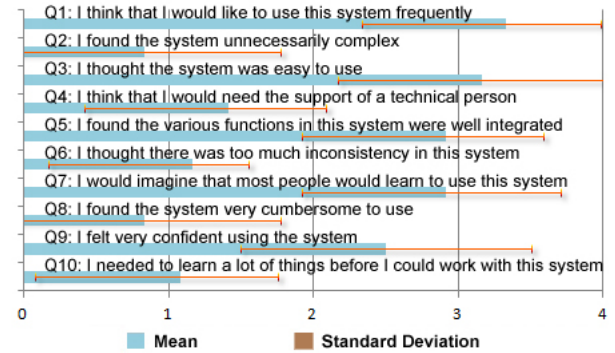 Q1: I think that I would like to use this system frequently
Q2: I found the system unnecessarily complex
Q3: I thought the system was easy to use
Q4: I think that I would need the support of a technical person
Q5: I found the various functions in this system were well integrated
Q6: I thought there was too much inconsistency in this system
Q7: I would imagine that most people would learn to use this system
Q8: I found the system very cumbersome to use
Q9: I felt very confident using the system
Q10: I needed to learn a lot of things before I could work with this system
0 1 2 3 4
Mean Standard Deviation